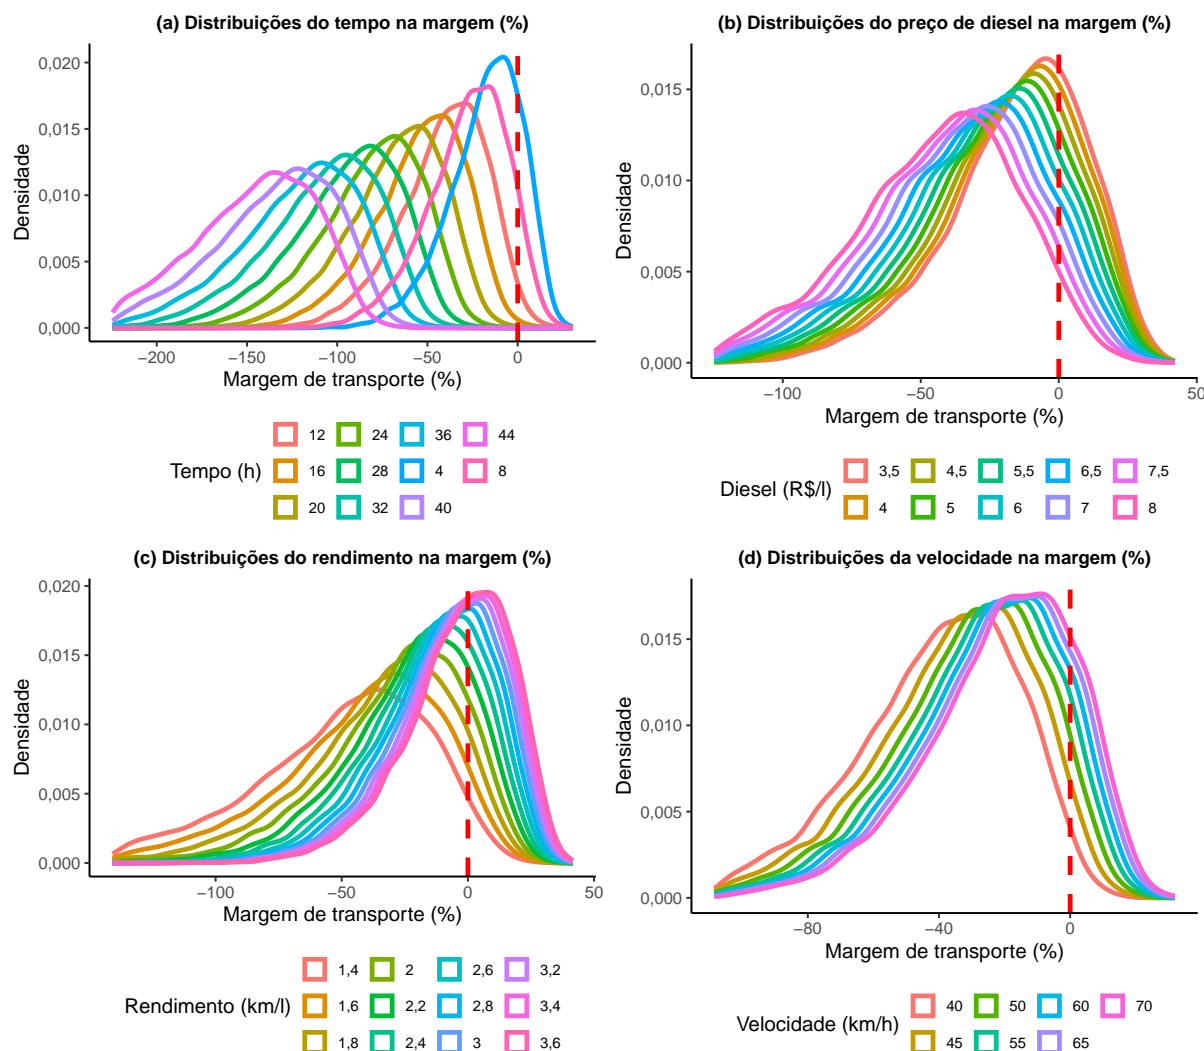 (a) Distribuições do tempo na margem (%)
0,020
0,015
0,010
0,005
0,000
Densidade
−200 −150 −100 −50 0
Margem de transporte (%)
Tempo (h)
12 24 36 44
16 28 4 8
20 32 40
(b) Distribuições do preço de diesel na margem (%)
0,015
0,010
0,005
0,000
Densidade
−100 −50 0 50
Margem de transporte (%)
Diesel (R$/l)
3,5 4,5 5,5 6,5 7,5
4 5 6 7 8
(c) Distribuições do rendimento na margem (%)
0,020
0,015
0,010
0,005
0,000
Densidade
−100 −50 0 50
Margem de transporte (%)
Rendimento (km/l)
1,4 2 2,6 3,2
1,6 2,2 2,8 3,4
1,8 2,4 3 3,6
(d) Distribuições da velocidade na margem (%)
0,015
0,010
0,005
0,000
Densidade
−80 −40 0
Margem de transporte (%)
Velocidade (km/h)
40 50 60 70
45 55 65